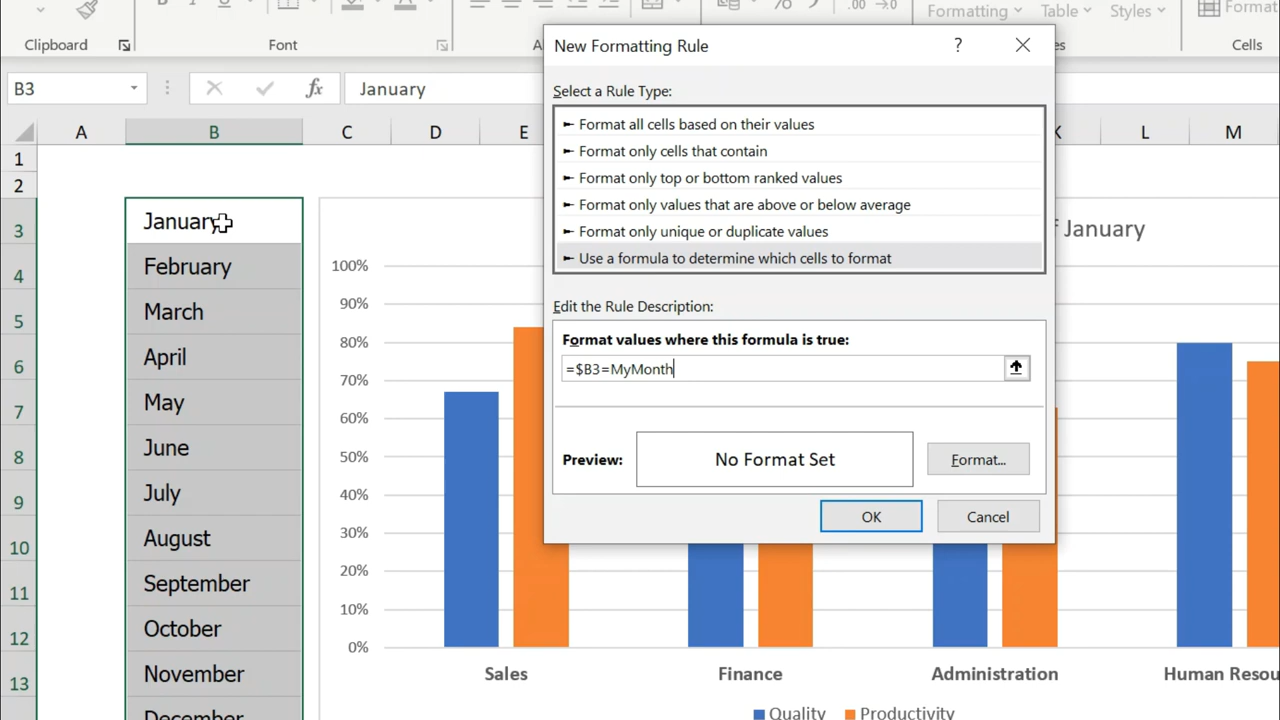 Formatting
Table
Styles
Format
Clipboard
Font
Cells
New Formatting Rule
?
B3
fx
January
Select a Rule Type:
Format all cells based on their values
Format only cells that contain
Format only top or bottom ranked values
Format only values that are above or below average
Format only unique or duplicate values
Use a formula to determine which cells to format
Edit the Rule Description:
Format values where this formula is true:
=$B3=MyMonth
Preview:
No Format Set
Format...
OK
Cancel
A
B
C
D
E
K
L
M
1
2
3
4
5
6
7
8
9
10
11
12
13
January
February
March
April
May
June
July
August
September
October
November
December
January
100%
90%
80%
70%
60%
50%
40%
30%
20%
10%
0%
Sales
Finance
Administration
Human Resou
Quality
Productivity